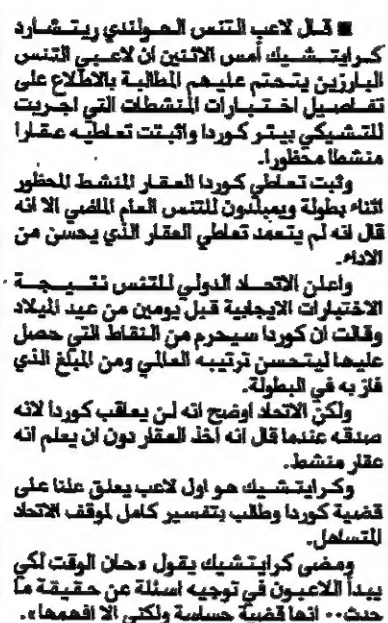 ■ قال لاعب التنس الهولندي ريتشارد
كرايتشيك أمس الاثنين ان لاعبي التنس
البارزين يتحتم عليهم المطالبة بالاطلاع على
تفاصيل اختبارات المنشطات التي اجريت
للتشيكي بيتر كوردا واثبتت تعاطيه عقارا
منشطا محظورا.
وثبت تعاطي كوردا العقار المنشط المحظور
اثناء بطولة ويمبلدون للتنس العام الماضي الا انه
قال انه لم يتعمد تعاطي العقار الذي يحسن من
الاداء.
واعلن الاتحاد الدولي للتنس نتيجة
الاختبارات الايجابية قبل يومين من عيد الميلاد
وقالت ان كوردا سيحرم من النقاط التي حصل
عليها ليتحسن ترتيبه العالمي ومن المبلغ الذي
فاز به في البطولة.
ولكن الاتحاد اوضح انه لن يعاقب كوردا لانه
صدقه عندما قال انه اخذ العقار دون ان يعلم انه
عقار منشط.
وكرايتشيك هو اول لاعب يعلق علنا على
قضية كوردا وطالب بتفسير كامل لموقف الاتحاد
المتساهل.
ومضى كرايتشيك يقول «حان الوقت لكي
يبدأ اللاعبون في توجيه اسئلة عن حقيقة ما
حدث.. انها قضية حساسة ولكني لا افهمها».